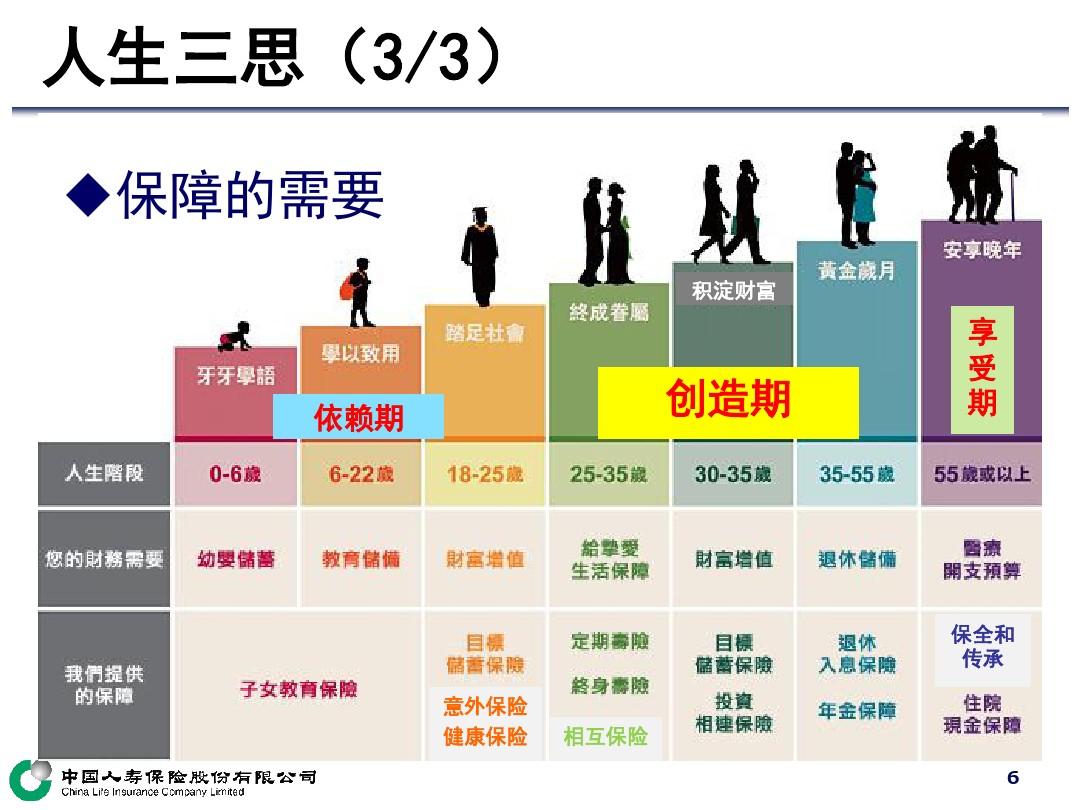 人生三思（3/3）
◆保障的需要
牙牙學語
學以致用
踏足社會
終成眷屬
积淀财富
黃金歲月
安享晚年
依赖期
创造期
享
受
期
人生階段
0-6歲
6-22歲
18-25歲
25-35歲
30-35歲
35-55歲
55歲或以上
您的財務需要
幼嬰儲蓄
教育儲備
財富增值
給摯愛
生活保障
財富增值
退休儲備
醫療
開支預算
我們提供
的保障
子女教育保險
目標
儲蓄保險
意外保险
健康保险
定期壽險
終身壽險
相互保险
目標
儲蓄保險
投資
相連保險
退休
入息保險
年金保障
保全和
传承
住院
現金保障
中国人寿保险股份有限公司
China Life Insurance Company Limited
6